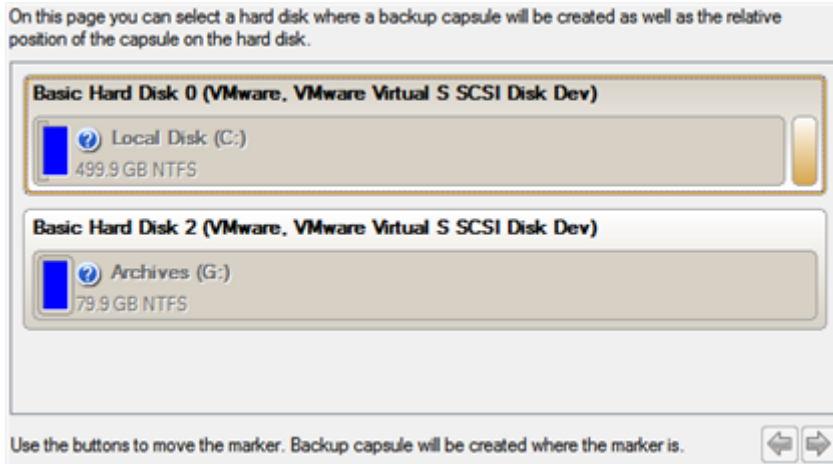 On this page you can select a hard disk where a backup capsule will be created as well as the relative
position of the capsule on the hard disk.
Basic Hard Disk 0 (VMware, VMware Virtual S SCSI Disk Dev)
Local Disk (C:)
499.9 GB NTFS
Basic Hard Disk 2 (VMware, VMware Virtual S SCSI Disk Dev)
Archives (G:)
79.9 GB NTFS
Use the buttons to move the marker. Backup capsule will be created where the marker is.